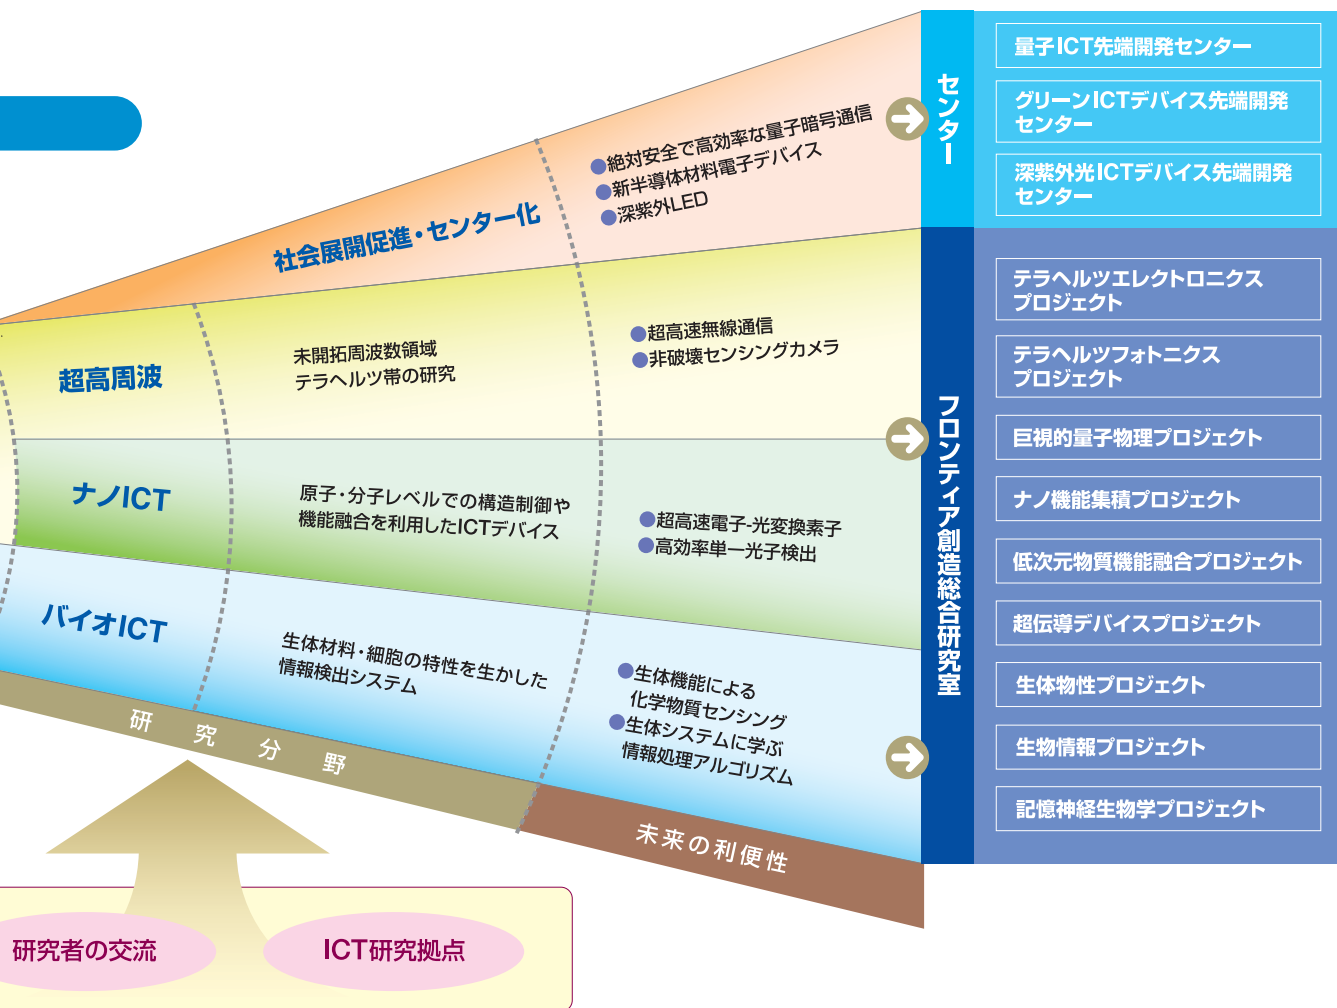 社会展開促進・センター化
●絶対安全で高効率な量子暗号通信
●新半導体材料電子デバイス
●深紫外LED
超高周波
未開拓周波数領域
テラヘルツ帯の研究
●超高速無線通信
●非破壊センシングカメラ
ナノICT
原子・分子レベルでの構造制御や
機能融合を利用したICTデバイス
●超高速電子-光変換素子
●高効率単一光子検出
バイオICT
生体材料・細胞の特性を生かした
情報検出システム
●生体機能による
化学物質センシング
●生体システムに学ぶ
情報処理アルゴリズム
研究分野
未来の利便性
研究者の交流
ICT研究拠点
センター
量子ICT先端開発センター
グリーンICTデバイス先端開発
センター
深紫外光ICTデバイス先端開発
センター
フロンティア創造総合研究室
テラヘルツエレクトロニクス
プロジェクト
テラヘルツフォトニクス
プロジェクト
巨視的量子物理プロジェクト
ナノ機能集積プロジェクト
低次元物質機能融合プロジェクト
超伝導デバイスプロジェクト
生体物性プロジェクト
生物情報プロジェクト
記憶神経生物学プロジェクト